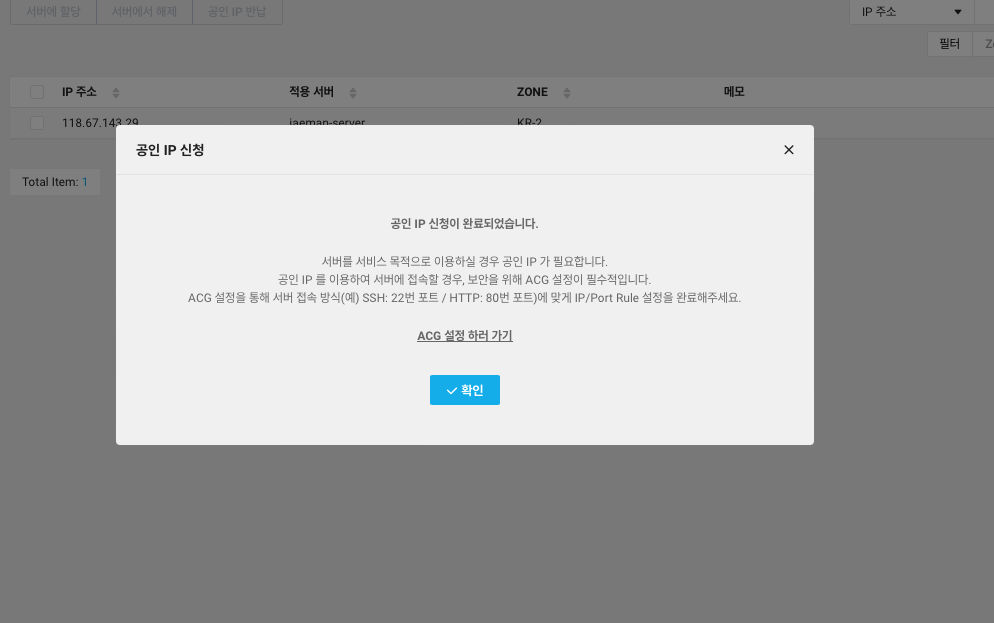 서버에 할당 서버에서 해제 공인 IP 반납 IP 주소
필터
IP 주소 적용 서버 ZONE 메모
118.67.143.29 jaeman-server KR-2
Total Item: 1
공인 IP 신청
공인 IP 신청이 완료되었습니다.
서버를 서비스 목적으로 이용하실 경우 공인 IP 가 필요합니다.
공인 IP 를 이용하여 서버에 접속할 경우, 보안을 위해 ACG 설정이 필수적입니다.
ACG 설정을 통해 서버 접속 방식(예) SSH: 22번 포트 / HTTP: 80번 포트)에 맞게 IP/Port Rule 설정을 완료해주세요.
ACG 설정 하러 가기
확인